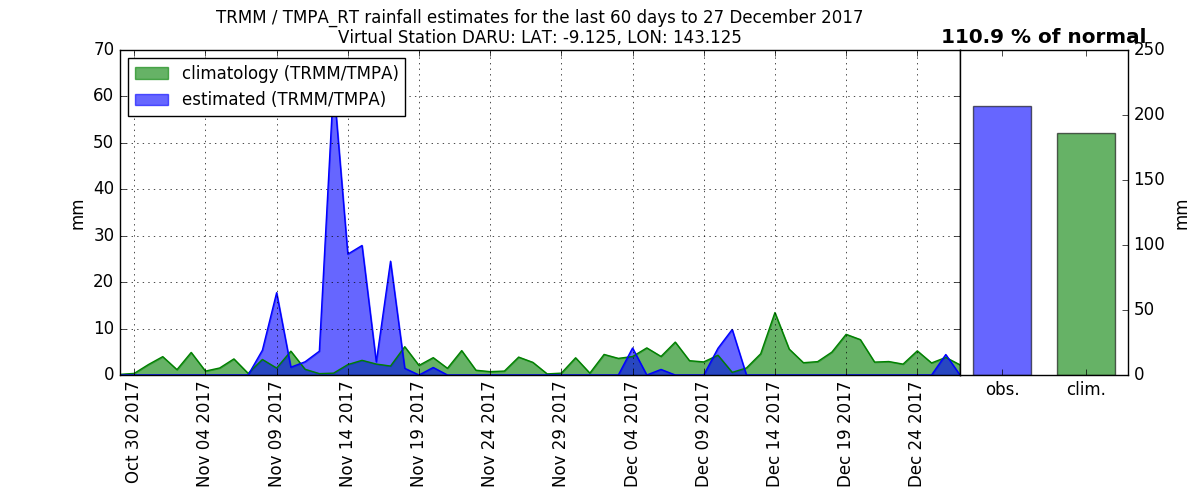 TRMM / TMPA_RT rainfall estimates for the last 60 days to 27 December 2017
Virtual Station DARU: LAT: -9.125, LON: 143.125
110.9 % of normal
climatology (TRMM/TMPA)
estimated (TRMM/TMPA)
mm
70
60
50
40
30
20
10
0
Oct 30 2017
Nov 04 2017
Nov 09 2017
Nov 14 2017
Nov 19 2017
Nov 24 2017
Nov 29 2017
Dec 04 2017
Dec 09 2017
Dec 14 2017
Dec 19 2017
Dec 24 2017
250
200
150
100
50
0
mm
obs.
clim.